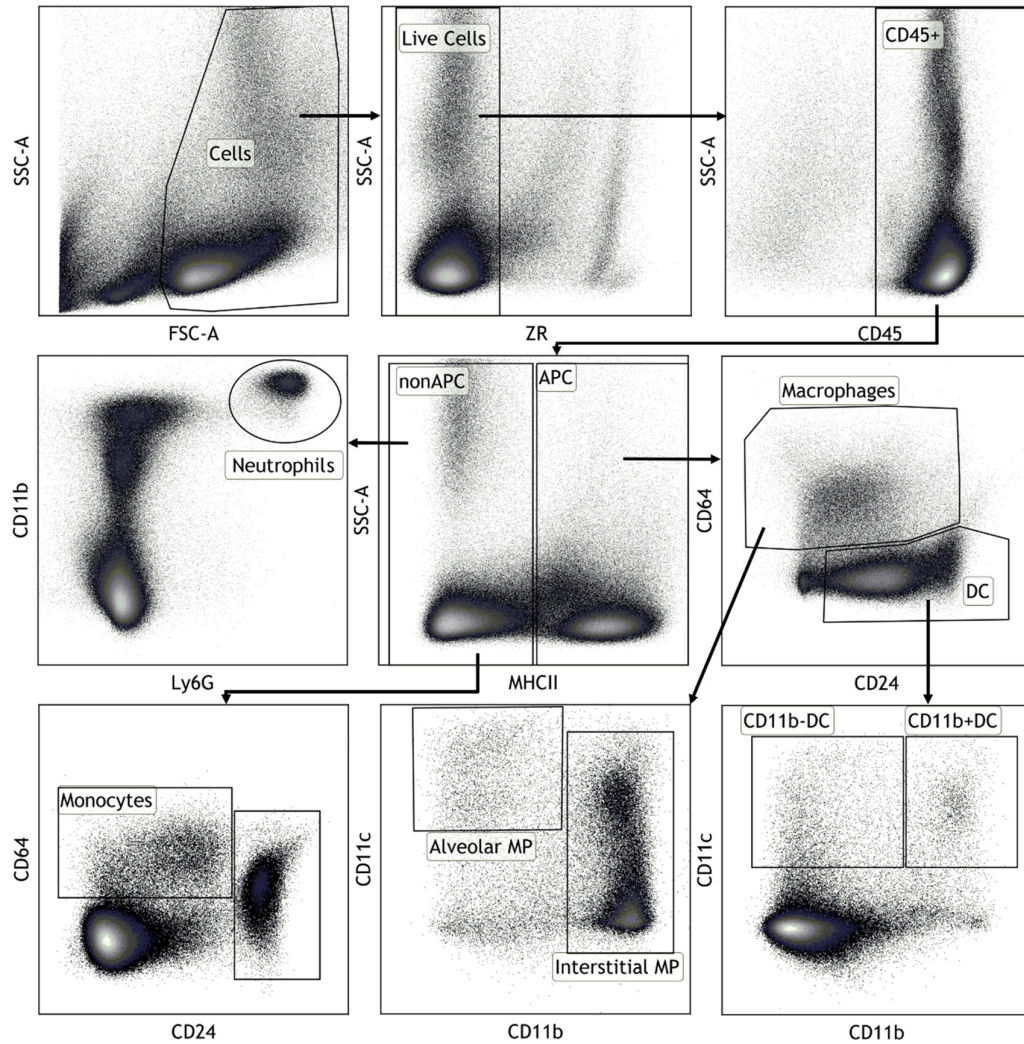 SSC-A
Cells
FSC-A
SSC-A
Live Cells
ZR
SSC-A
CD45+
CD45
CD11b
Neutrophils
Ly6G
SSC-A
nonAPC
APC
MHCII
CD64
Macrophages
DC
CD24
CD64
Monocytes
CD24
CD11c
Alveolar MP
Interstitial MP
CD11b
CD11c
CD11b-DC
CD11b+DC
CD11b